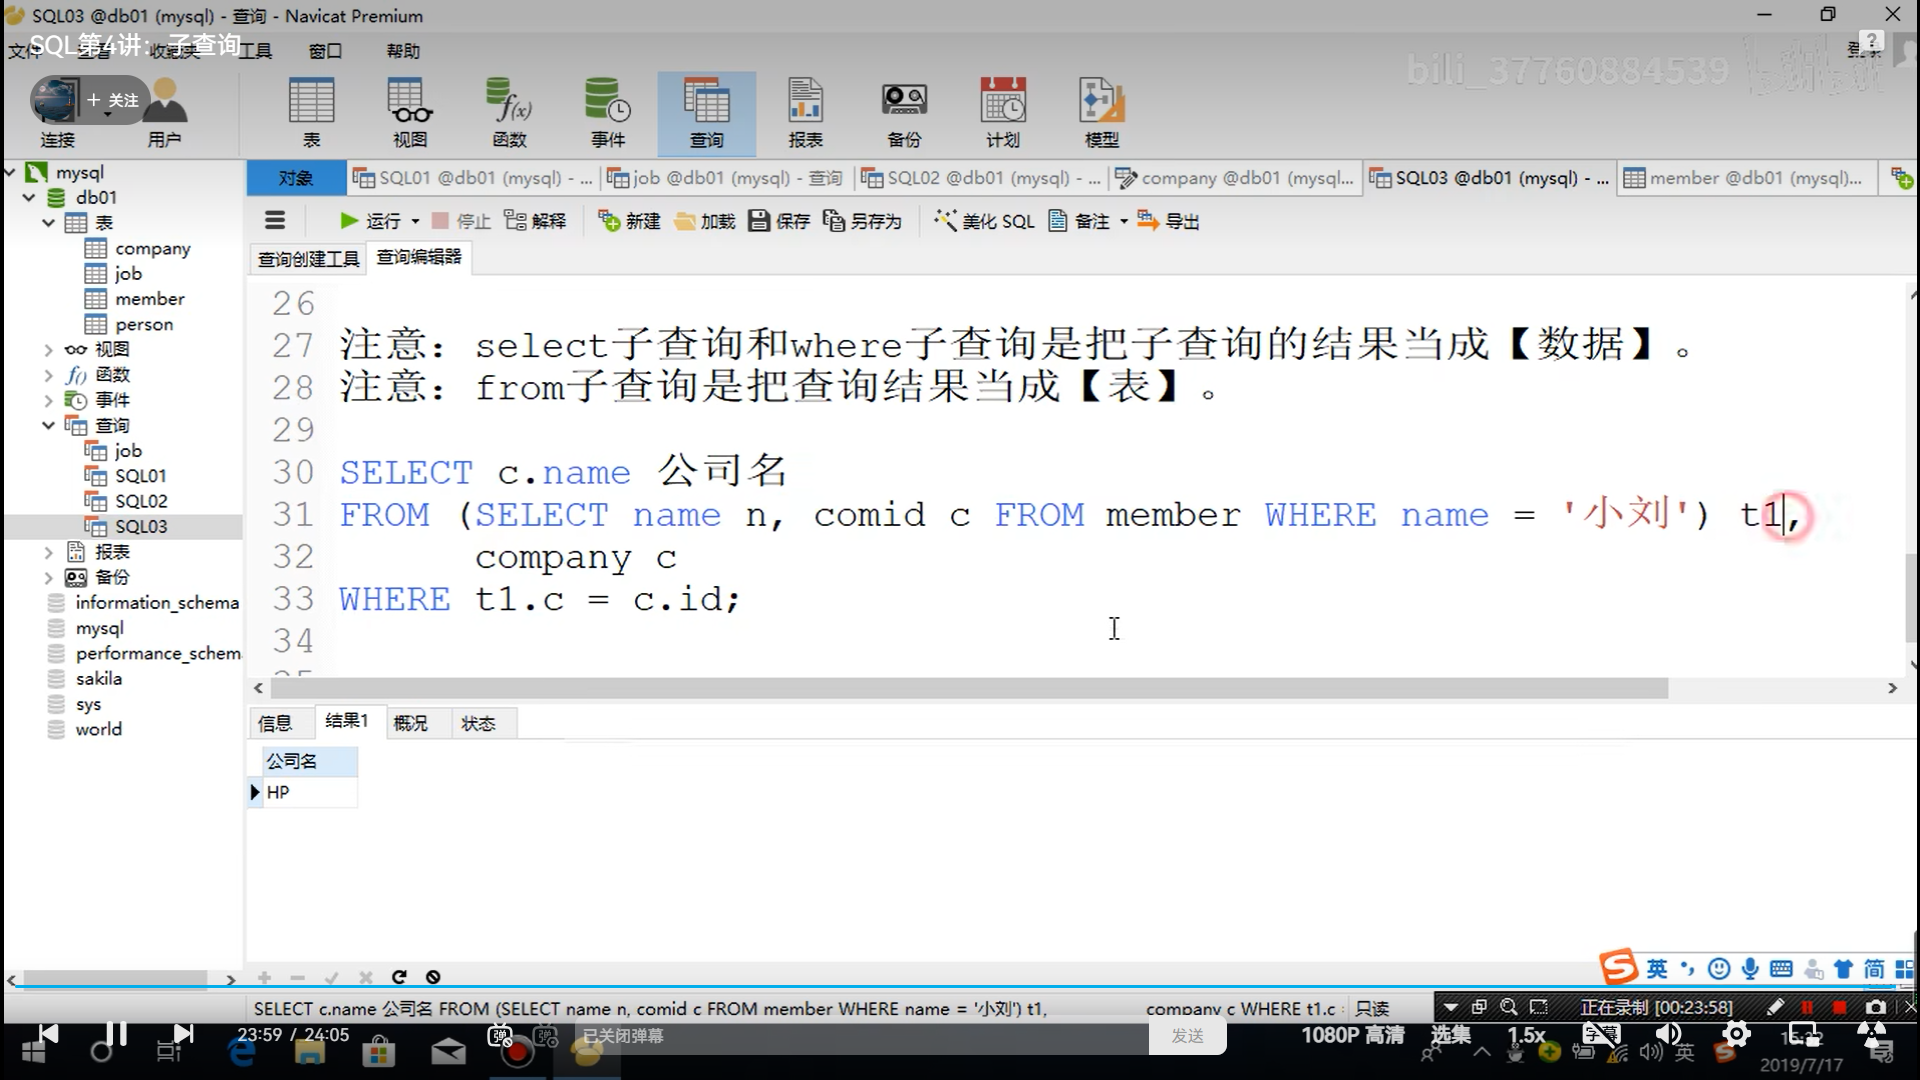 SQL03 @db01 (mysql) - 查询 - Navicat Premium
SQL第4讲：子查询
文件 查看 收藏夹 工具 窗口 帮助
登录
bili_37760884539 bilibili
+ 关注
连接 用户 表 视图 函数 事件 查询 报表 备份 计划 模型
对象 SQL01 @db01 (mysql) - ... job @db01 (mysql) - 查询 SQL02 @db01 (mysql) - ... company @db01 (mysql... SQL03 @db01 (mysql) - ... member @db01 (mysql)...
运行 停止 解释 新建 加载 保存 另存为 美化 SQL 备注 导出
查询创建工具 查询编辑器
mysql
db01
表
company
job
member
person
视图
函数
事件
查询
job
SQL01
SQL02
SQL03
报表
备份
information_schema
mysql
performance_schem
sakila
sys
world
26
27 注意：select子查询和where子查询是把子查询的结果当成【数据】。
28 注意：from子查询是把查询结果当成【表】。
29
30 SELECT c.name 公司名
31 FROM (SELECT name n, comid c FROM member WHERE name = '小刘') t1,
32 company c
33 WHERE t1.c = c.id;
34
信息 结果1 概况 状态
公司名
HP
英 简
SELECT c.name 公司名 FROM (SELECT name n, comid c FROM member WHERE name = '小刘') t1, company c WHERE t1.c 只读
正在录制 [00:23:58]
23:59 / 24:05 已关闭弹幕 发送 1080P 高清 选集 1.5x 字幕
英
2019/7/17